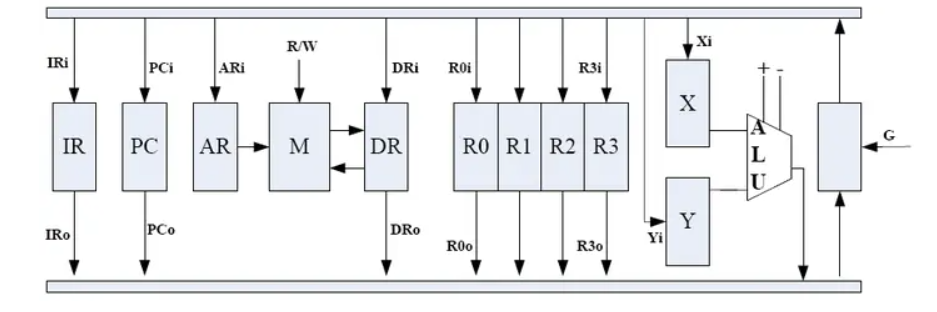 R/W
Xi
IRi
PCi
ARi
DRi
R0i
R3i
+ -
X
A
L
U
G
IR
PC
AR
M
DR
R0
R1
R2
R3
Y
IRo
PCo
DRo
R0o
R3o
Yi